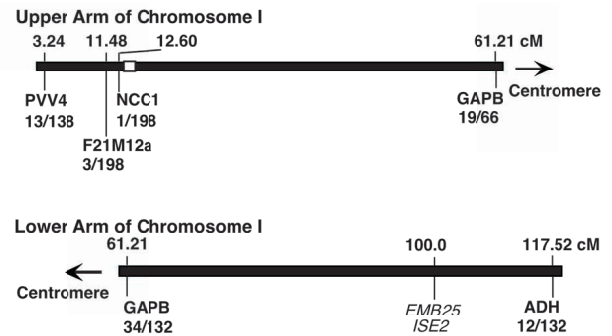 Upper Arm of Chromosome I
3.24 11.48 12.60 61.21 cM
PVV4 NCC1 GAPB Centromere
13/138 1/198 19/66
F21M12a
3/198
Lower Arm of Chromosome I
61.21 100.0 117.52 cM
Centromere
GAPB EMB25 ADH
34/132 ISE2 12/132